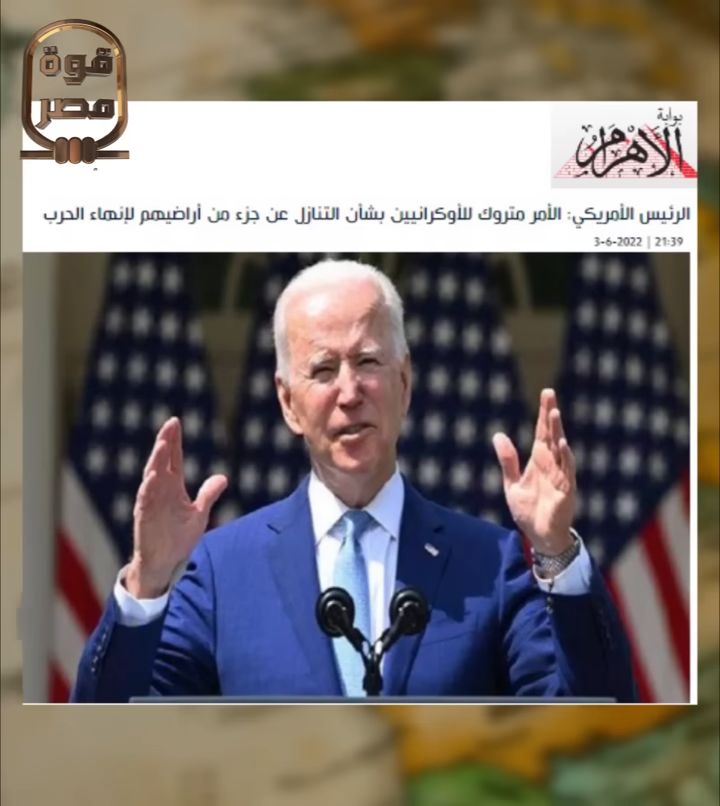 قوة
مصر
بوابة
الأهرام
الرئيس الأمريكي: الأمر متروك للأوكرانيين بشأن التنازل عن جزء من أراضيهم لإنهاء الحرب
3-6-2022 | 21:39